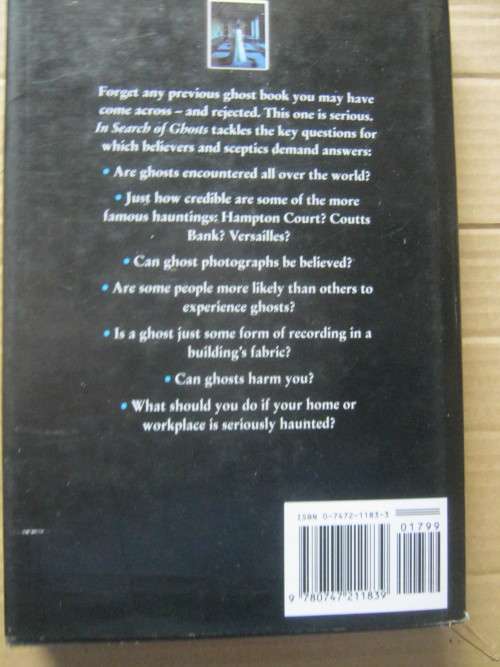 Forget any previous ghost book you may have
come across – and rejected. This one is serious.
In Search of Ghosts tackles the key questions for
which believers and sceptics demand answers:
• Are ghosts encountered all over the world?
• Just how credible are some of the more
famous hauntings: Hampton Court? Coutts
Bank? Versailles?
• Can ghost photographs be believed?
• Are some people more likely than others to
experience ghosts?
• Is a ghost just some form of recording in a
building's fabric?
• Can ghosts harm you?
• What should you do if your home or
workplace is seriously haunted?
ISBN 0-7472-1183-3
01799
9 780747 211839